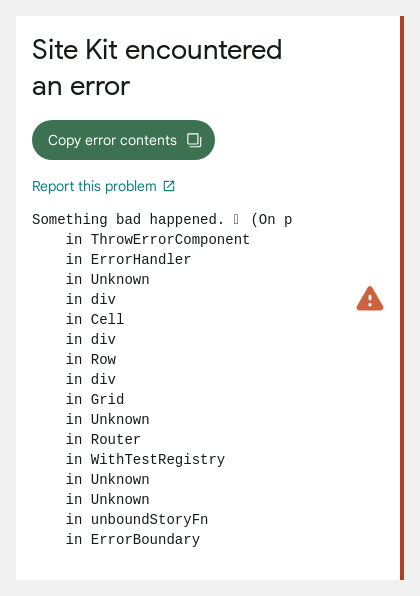 Site Kit encountered
an error
Copy error contents
Report this problem
Something bad happened. (On p
in ThrowErrorComponent
in ErrorHandler
in Unknown
in div
in Cell
in div
in Row
in div
in Grid
in Unknown
in Router
in WithTestRegistry
in Unknown
in Unknown
in unboundStoryFn
in ErrorBoundary